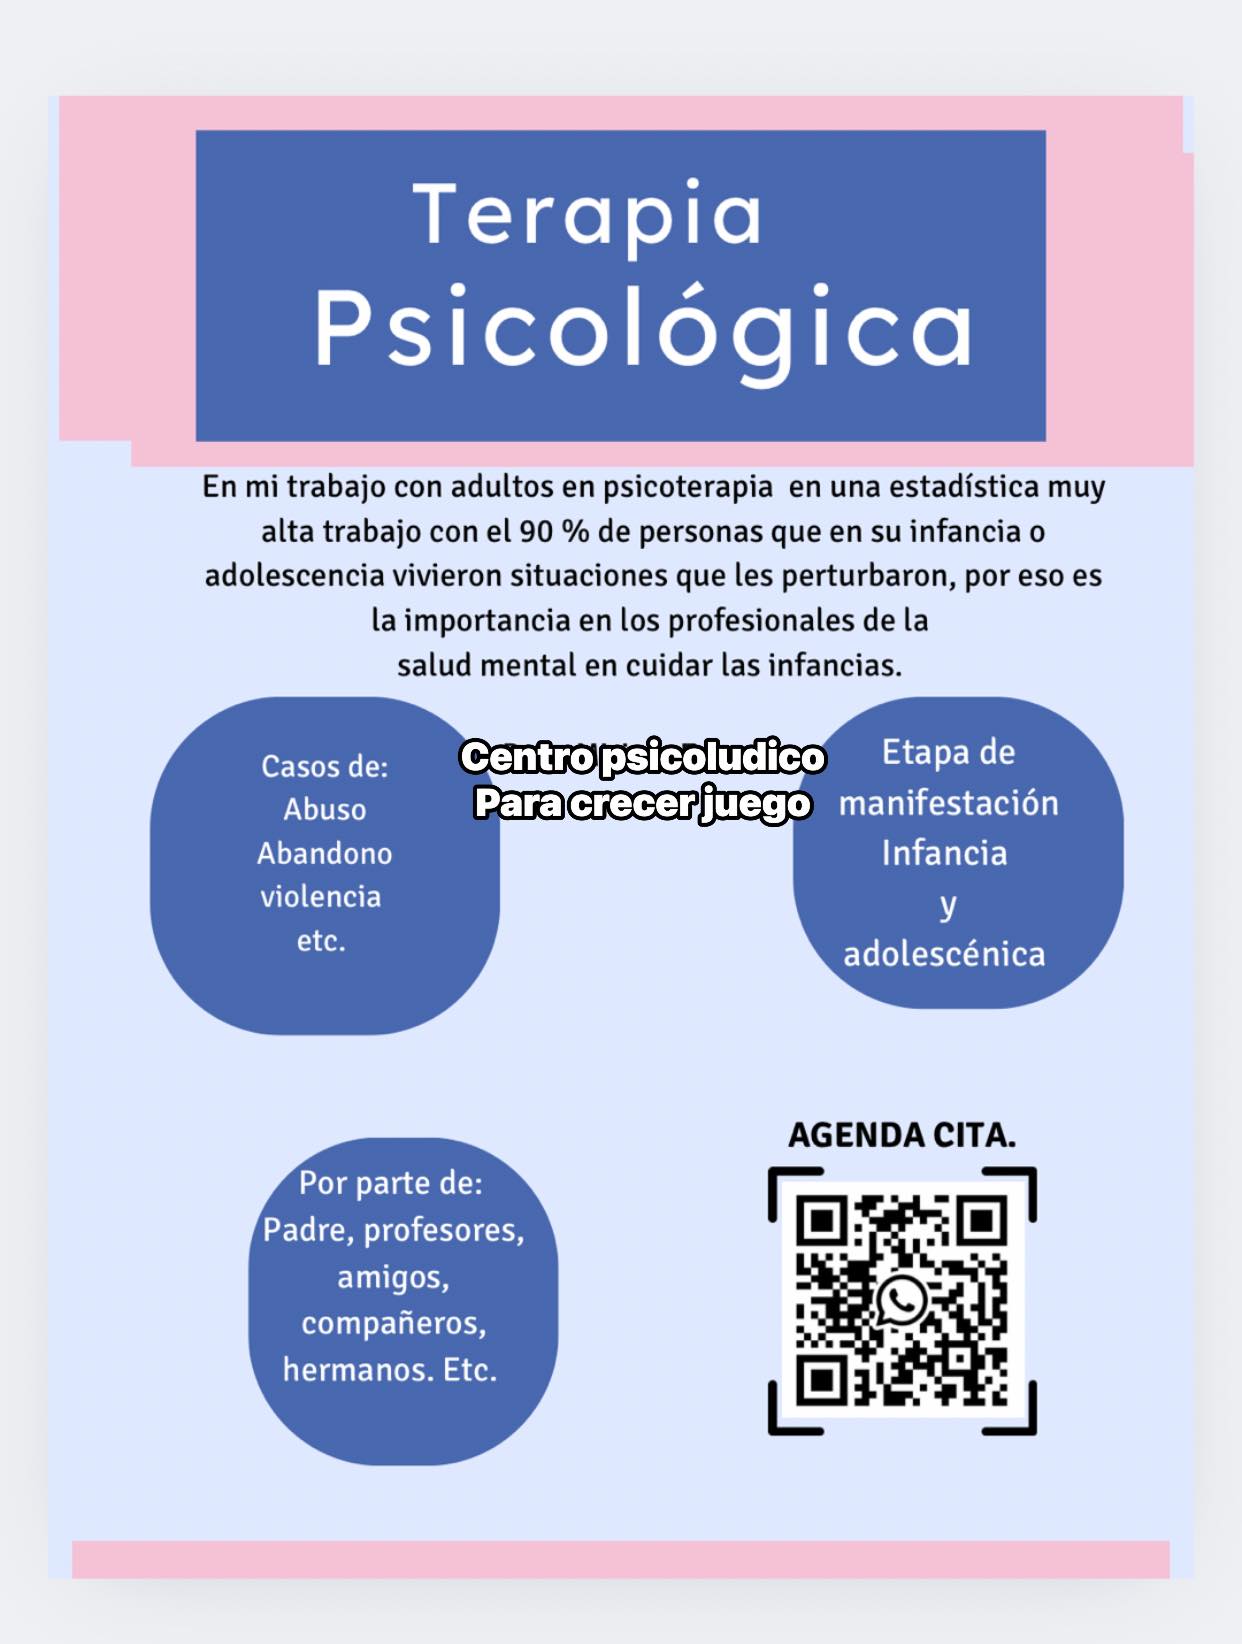 Terapia
Psicológica
En mi trabajo con adultos en psicoterapia en una estadística muy
alta trabajo con el 90 % de personas que en su infancia o
adolescencia vivieron situaciones que les perturbaron, por eso es
la importancia en los profesionales de la
salud mental en cuidar las infancias.
Casos de:
Abuso
Abandono
violencia
etc.
Centro psicoludico
Para crecer juego
Etapa de
manifestación
Infancia
y
adolescénica
Por parte de:
Padre, profesores,
amigos,
compañeros,
hermanos. Etc.
AGENDA CITA.